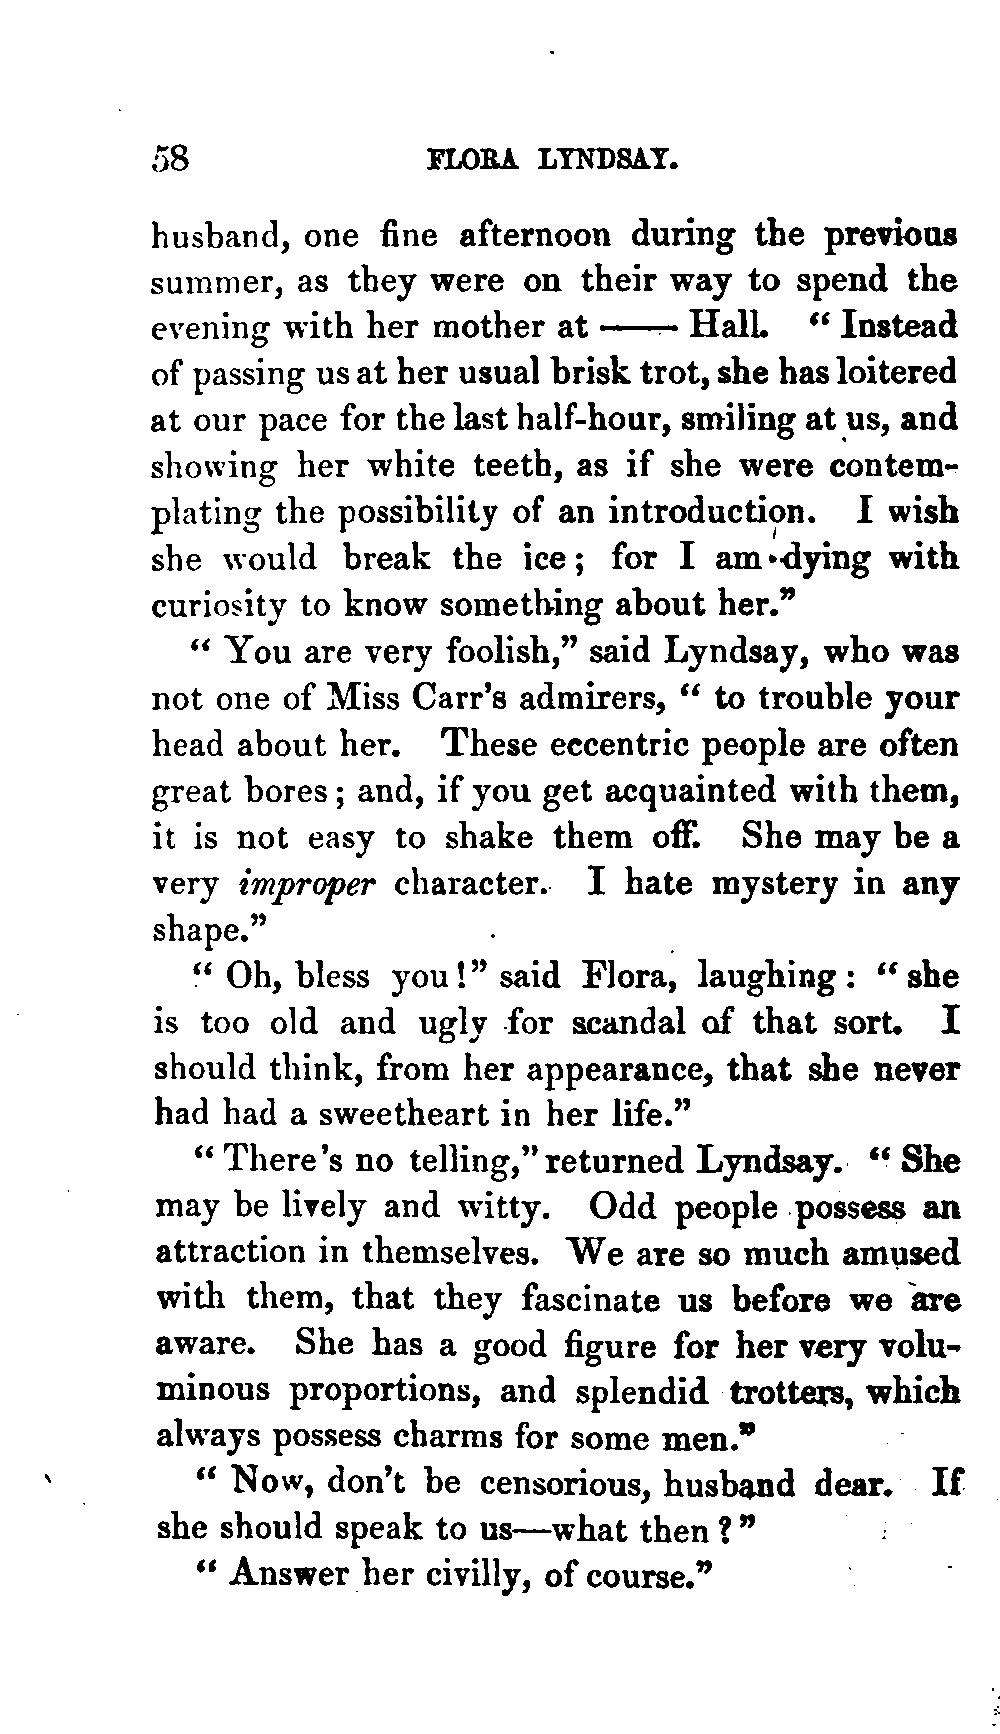 58 FLORA LYNDSAY.
husband, one fine afternoon during the previous
summer, as they were on their way to spend the
evening with her mother at —— Hall. “ Instead
of passing us at her usual brisk trot, she has loitered
at our pace for the last half-hour, smiling at us, and
showing her white teeth, as if she were contem-
plating the possibility of an introduction. I wish
she would break the ice ; for I am dying with
curiosity to know something about her.”
“ You are very foolish,” said Lyndsay, who was
not one of Miss Carr’s admirers, “ to trouble your
head about her. These eccentric people are often
great bores ; and, if you get acquainted with them,
it is not easy to shake them off. She may be a
very improper character. I hate mystery in any
shape.”
“ Oh, bless you !” said Flora, laughing : “ she
is too old and ugly for scandal of that sort. I
should think, from her appearance, that she never
had had a sweetheart in her life.”
“ There’s no telling,” returned Lyndsay. “ She
may be lively and witty. Odd people possess an
attraction in themselves. We are so much amused
with them, that they fascinate us before we are
aware. She has a good figure for her very volu-
minous proportions, and splendid trotters, which
always possess charms for some men.”
“ Now, don’t be censorious, husband dear. If
she should speak to us—what then ? ”
“ Answer her civilly, of course.”